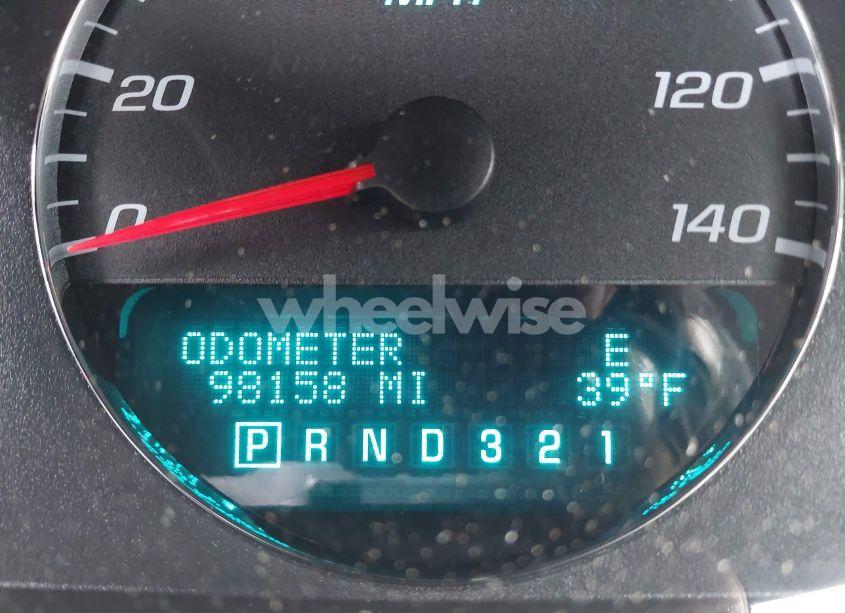 MPH
20 120
0 140
wheelwise
ODOMETER E
98158 MI 39°F
P R N D 3 2 1